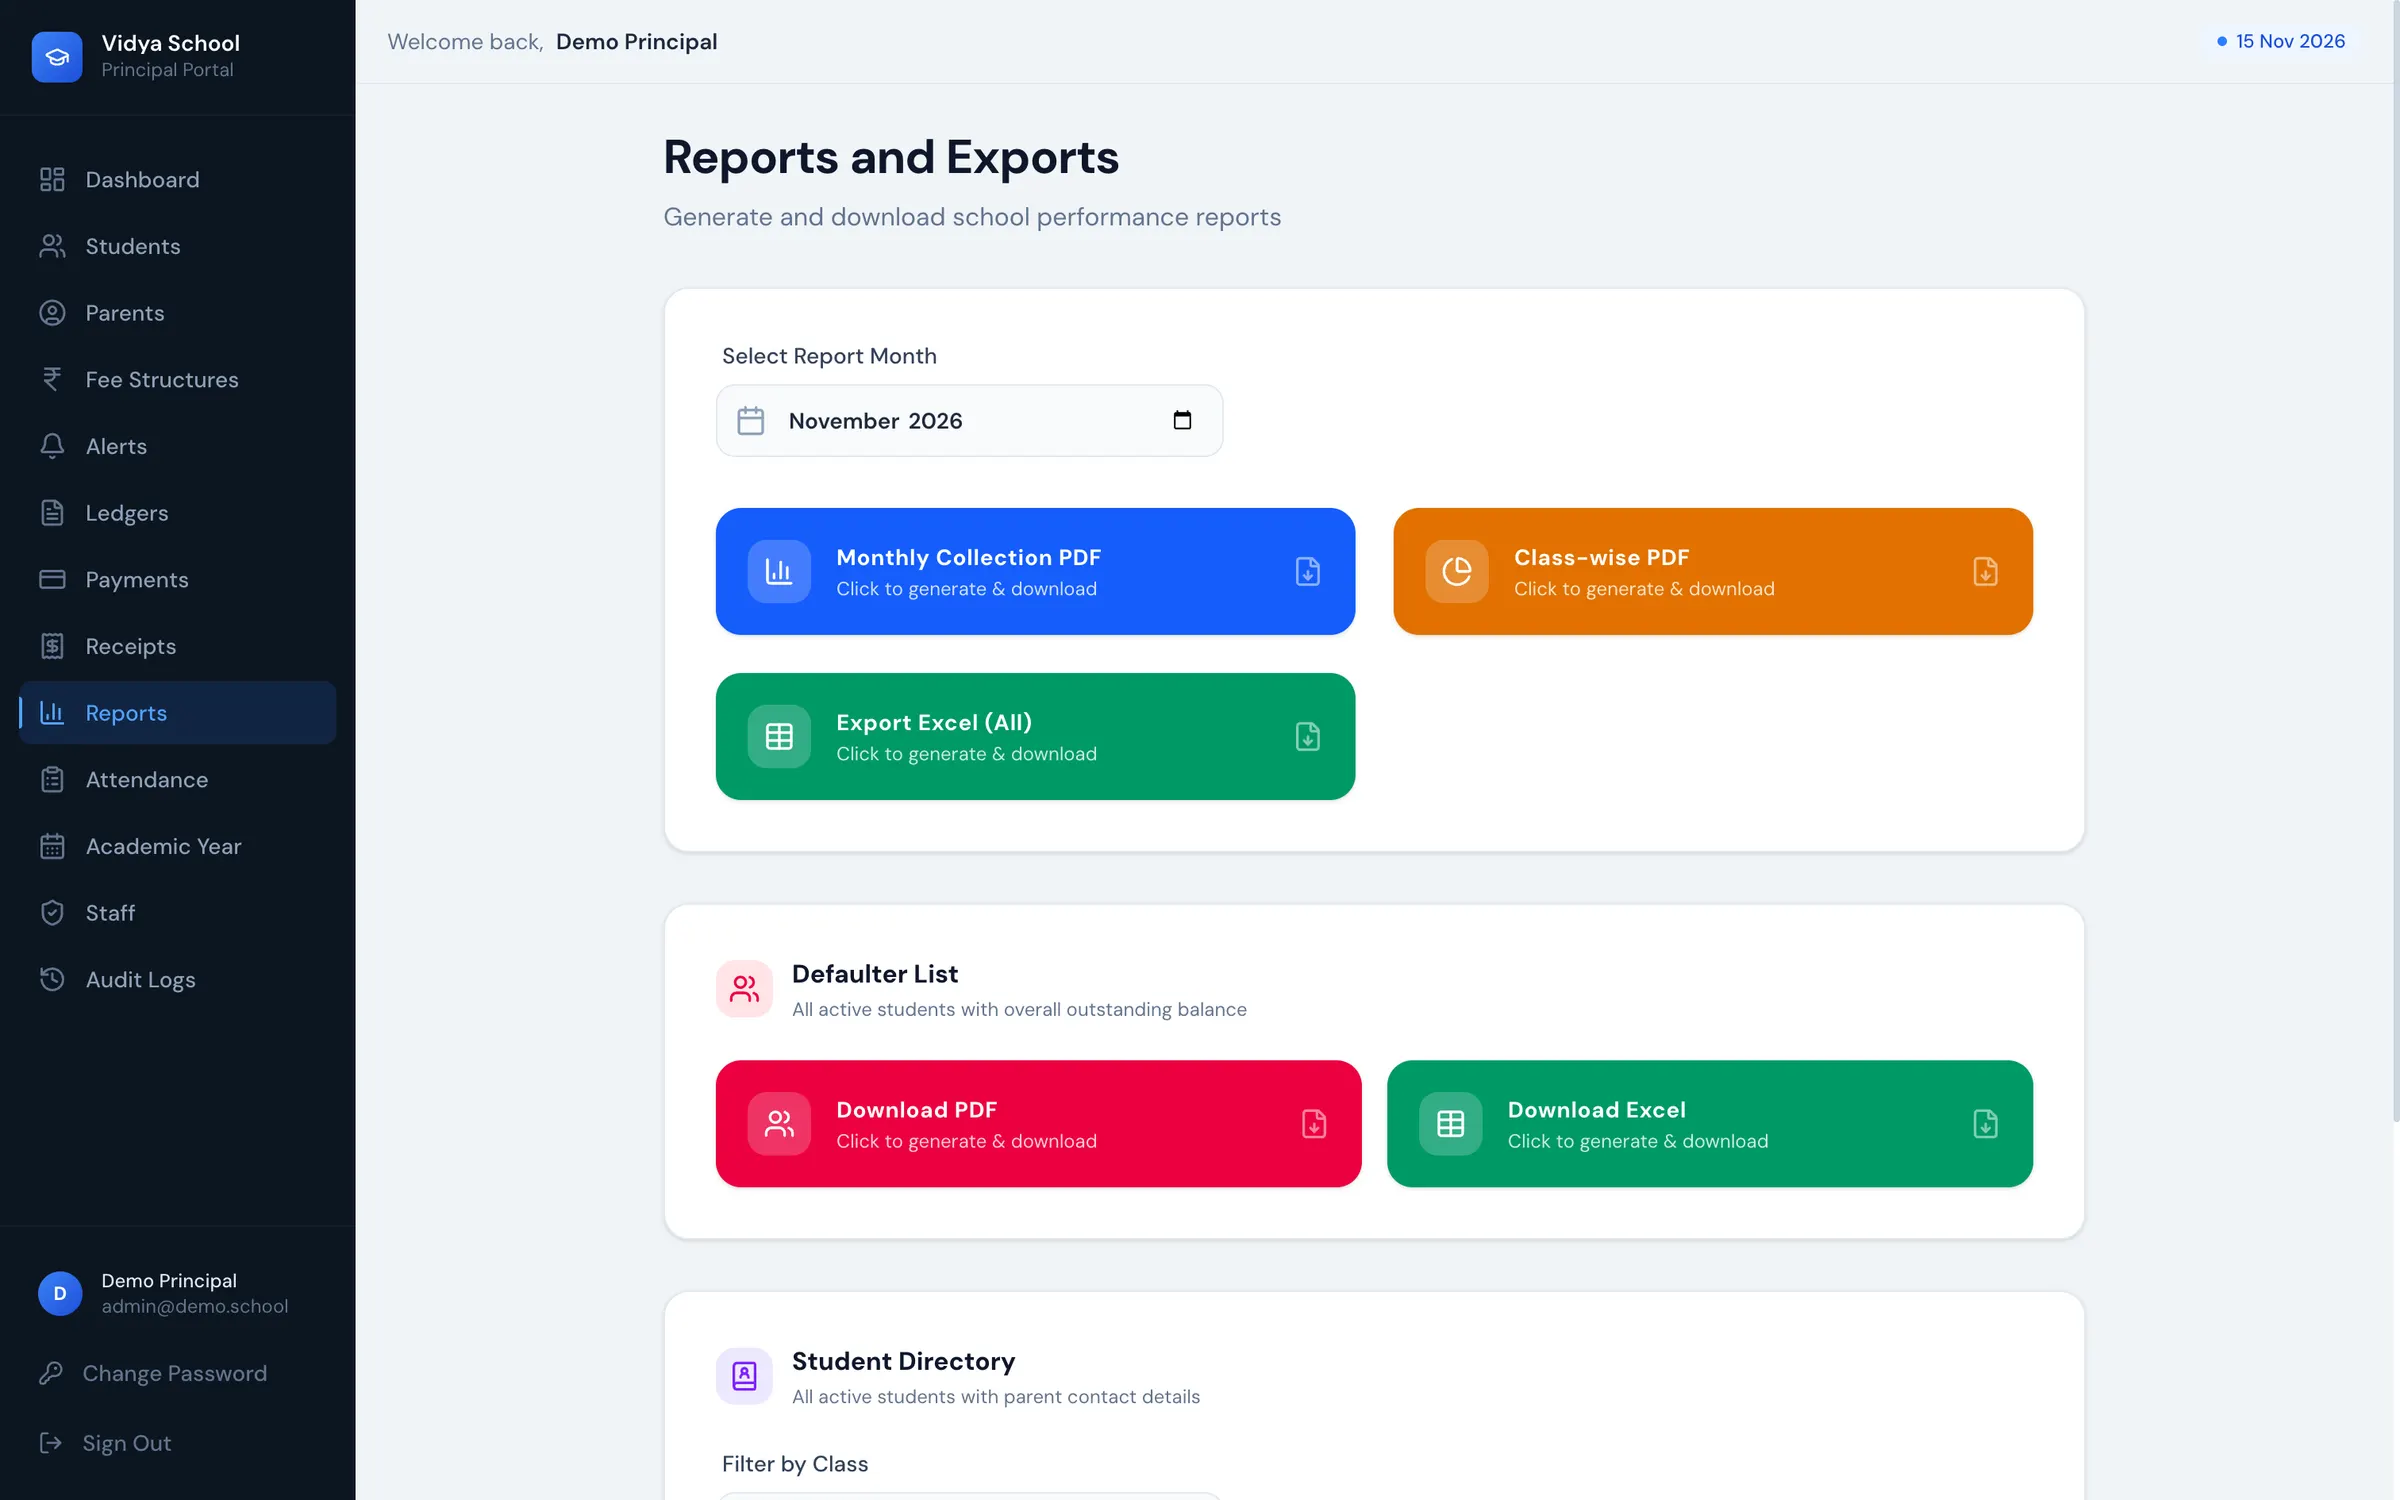 Vidya School
Principal Portal
Dashboard
Students
Parents
Fee Structures
Alerts
Ledgers
Payments
Receipts
Reports
Attendance
Academic Year
Staff
Audit Logs
D
Demo Principal
admin@demo.school
Change Password
Sign Out
Welcome back, Demo Principal
15 Nov 2026
Reports and Exports
Generate and download school performance reports
Select Report Month
November 2026
Monthly Collection PDF
Click to generate & download
Class-wise PDF
Click to generate & download
Export Excel (All)
Click to generate & download
Defaulter List
All active students with overall outstanding balance
Download PDF
Click to generate & download
Download Excel
Click to generate & download
Student Directory
All active students with parent contact details
Filter by Class